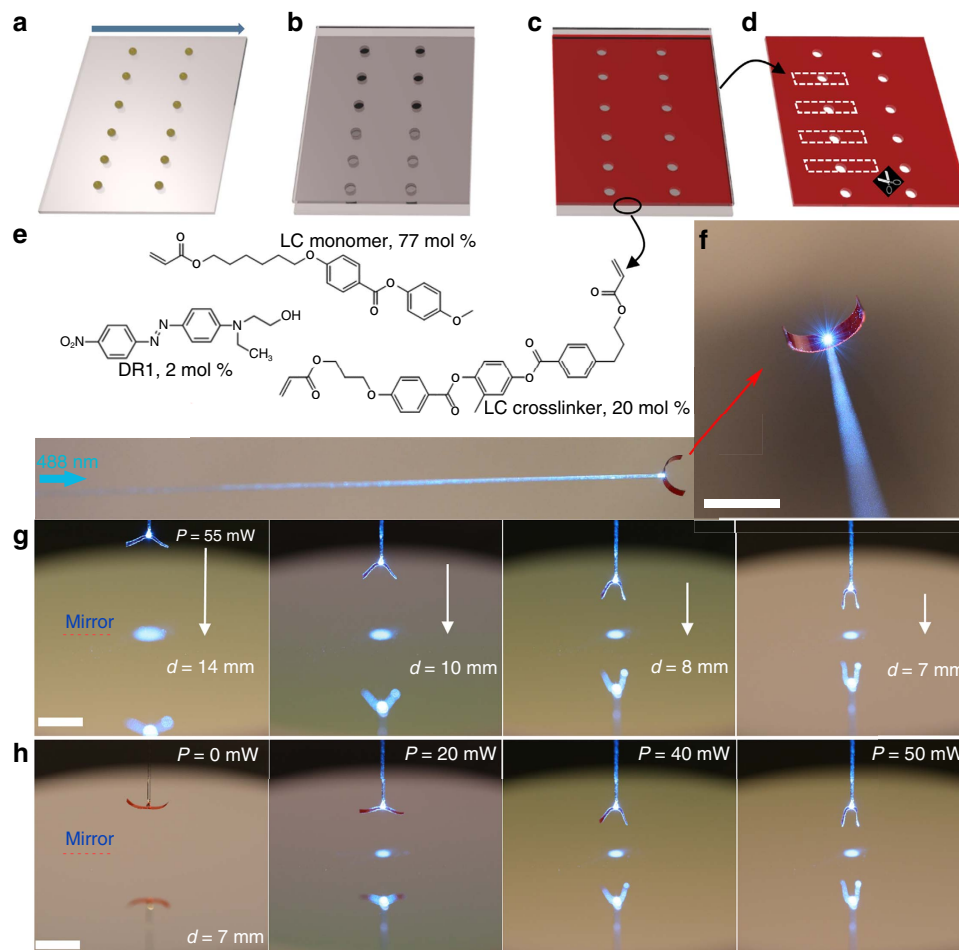 a
b
c
d
e
LC monomer, 77 mol %
f
O
O
O
O
O
O
O
O
O
OH
O₂N
N
N
N
CH₃
DR1, 2 mol %
O
O
O
O
O
O
O
LC crosslinker, 20 mol %
488 nm
g
P = 55 mW
Mirror
d = 14 mm
d = 10 mm
d = 8 mm
d = 7 mm
h
P = 0 mW
P = 20 mW
P = 40 mW
P = 50 mW
Mirror
d = 7 mm